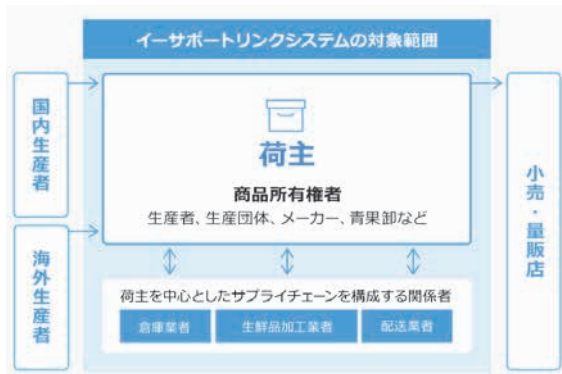 イーサポートリンクシステムの対象範囲
国内生産者
海外生産者
荷主
商品所有権者
生産者、生産団体、メーカー、青果卸など
荷主を中心としたサプライチェーンを構成する関係者
倉庫業者
生鮮品加工業者
配送業者
小売・量販店